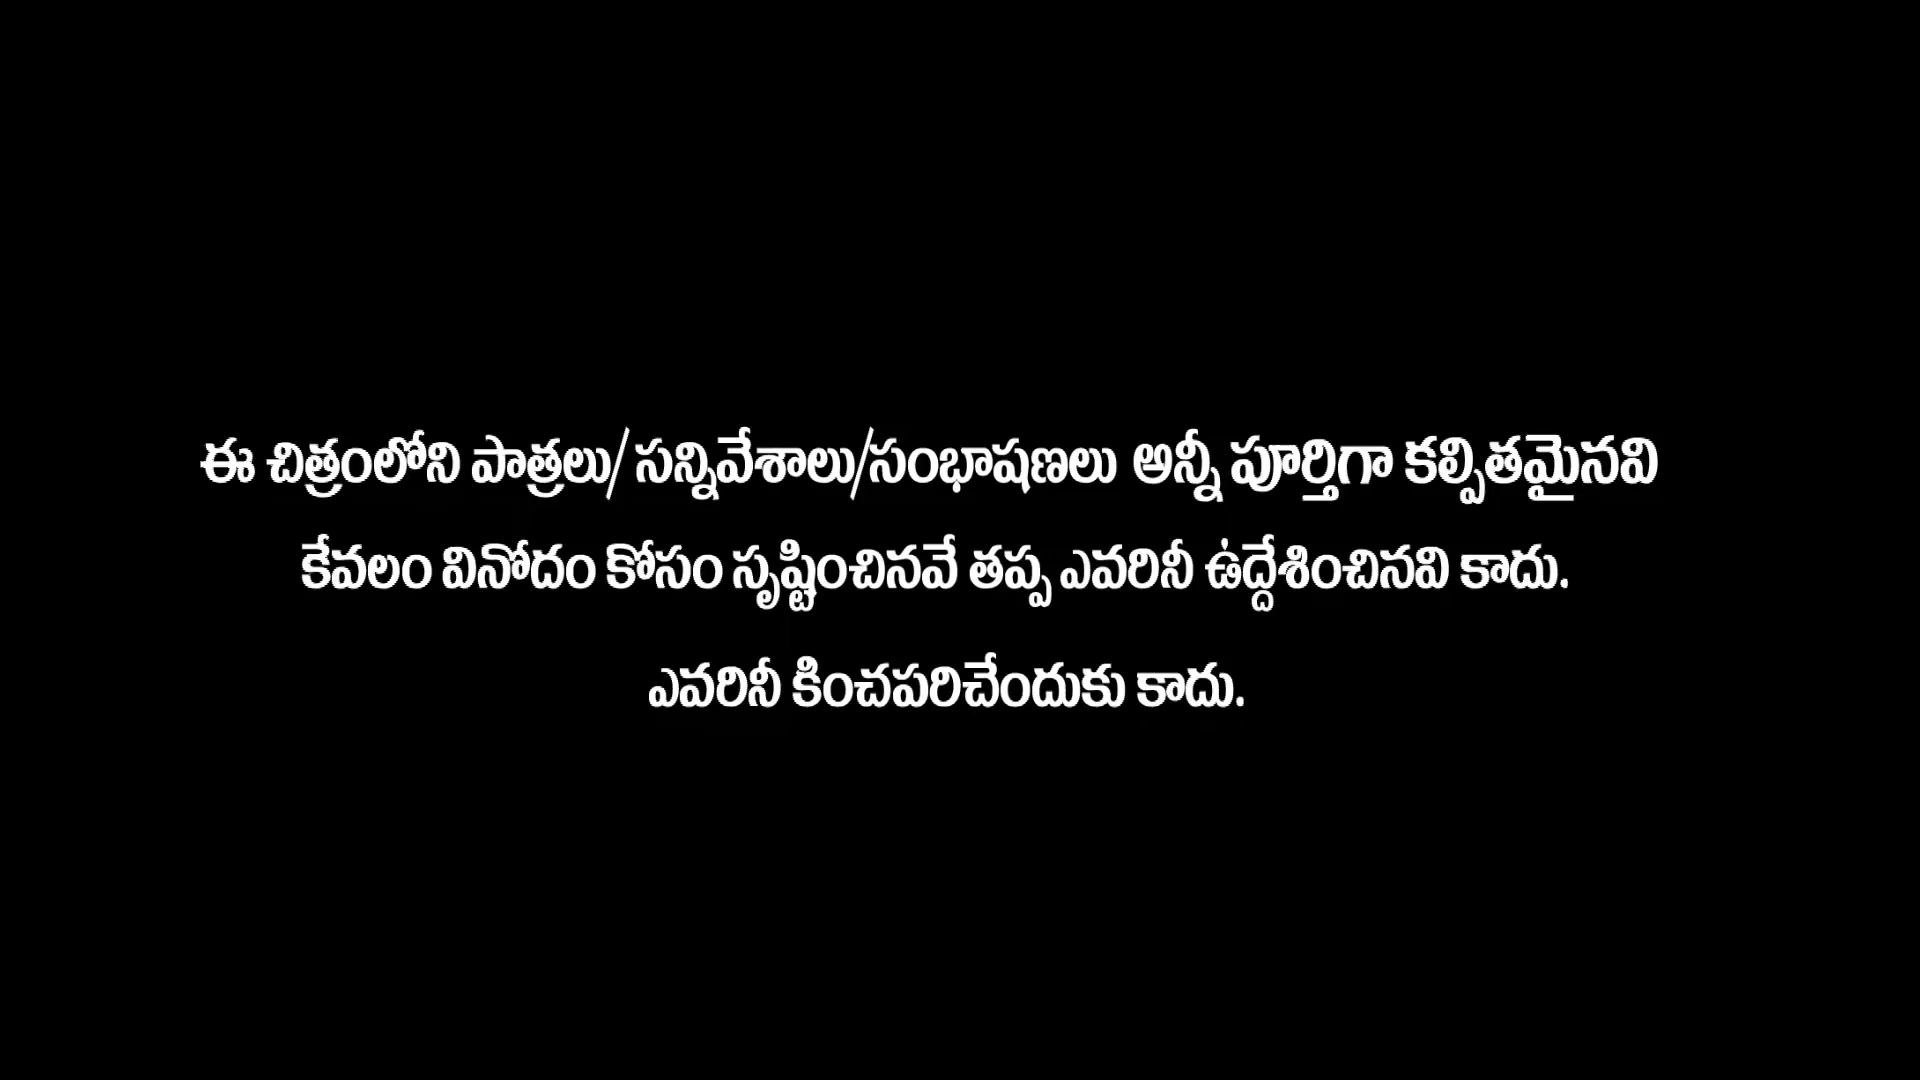 ఈ చిత్రంలోని పాత్రలు/ సన్నివేశాలు/సంభాషణలు అన్నీ పూర్తిగా కల్పితమైనవి
కేవలం వినోదం కోసం సృష్టించినవే తప్ప ఎవరినీ ఉద్దేశించినవి కాదు.
ఎవరినీ కించపరిచేందుకు కాదు.